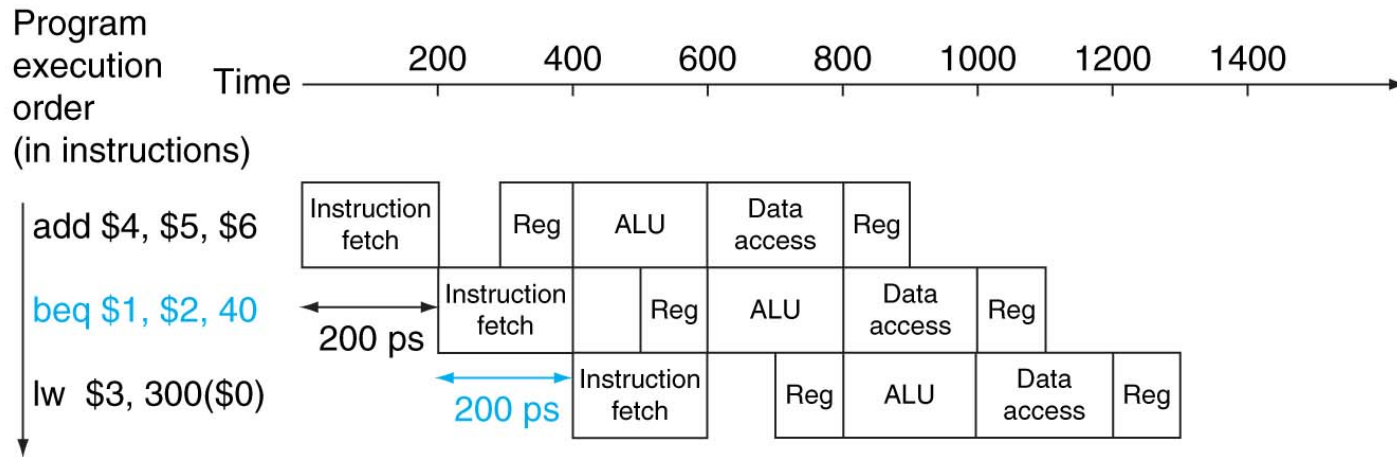 Program
execution
order
(in instructions)
Time
200 400 600 800 1000 1200 1400
add $4, $5, $6
Instruction
fetch
Reg
ALU
Data
access
Reg
beq $1, $2, 40
200 ps
Instruction
fetch
Reg
ALU
Data
access
Reg
lw $3, 300($0)
200 ps
Instruction
fetch
Reg
ALU
Data
access
Reg